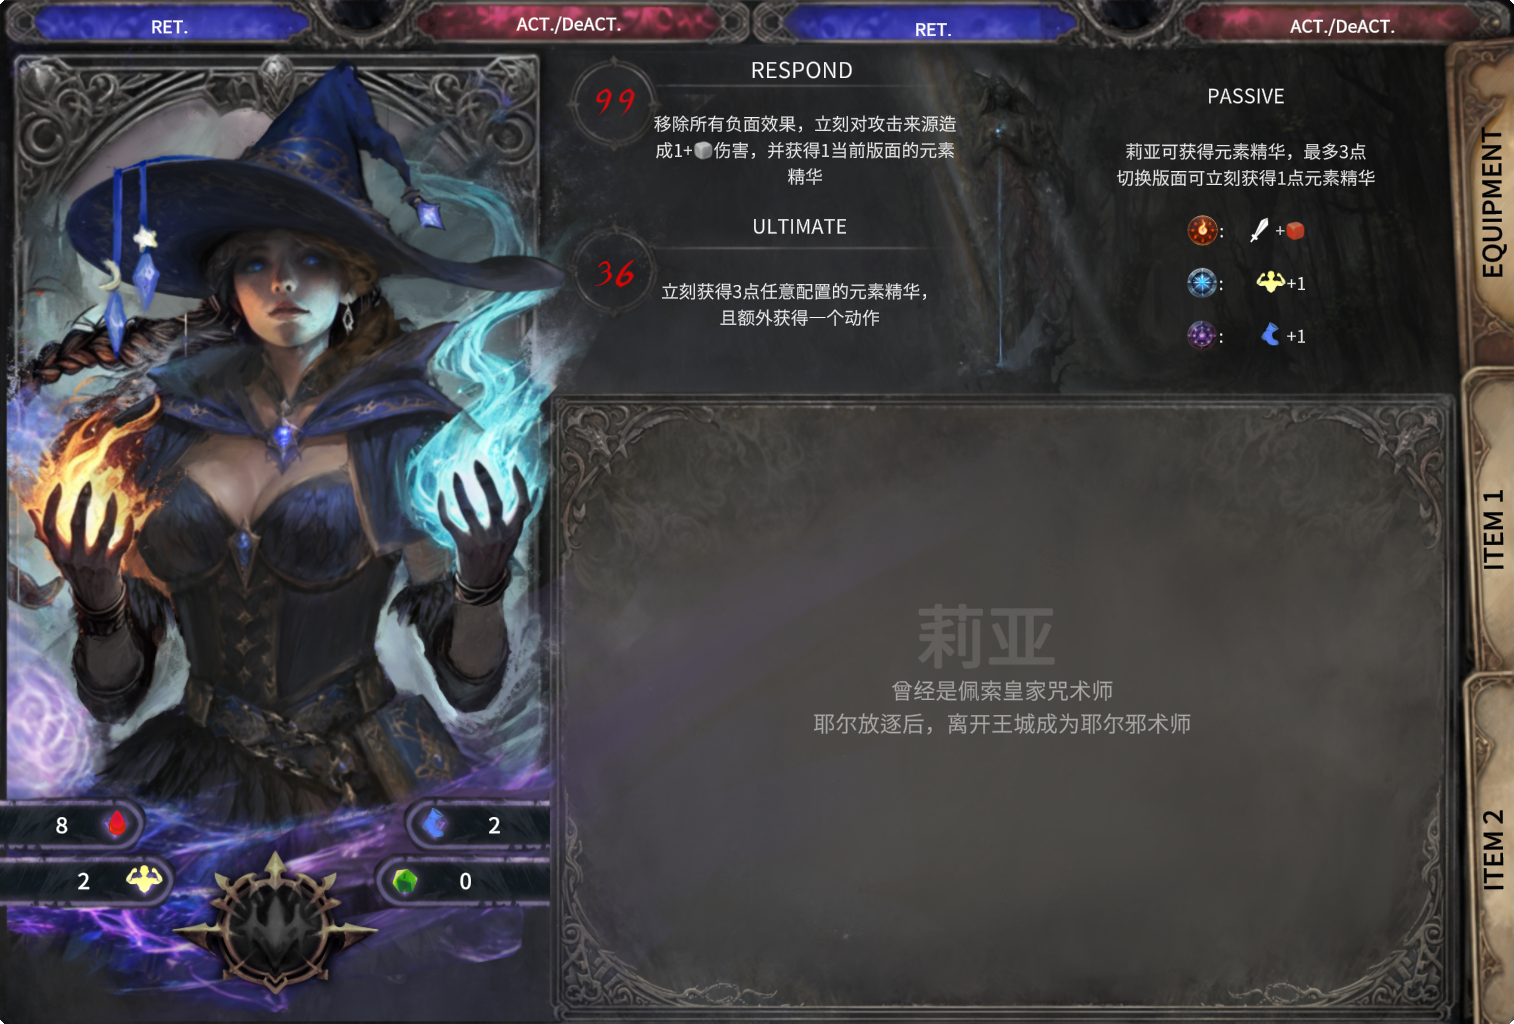 RET.
ACT./DeACT.
RET.
ACT./DeACT.
99
RESPOND
移除所有负面效果，立刻对攻击来源造
成1+伤害，并获得1当前版面的元素
精华
36
ULTIMATE
立刻获得3点任意配置的元素精华，
且额外获得一个动作
PASSIVE
莉亚可获得元素精华，最多3点
切换版面可立刻获得1点元素精华
: +
: +1
: +1
EQUIPMENT
ITEM 1
ITEM 2
莉亚
曾经是佩索皇家咒术师
耶尔放逐后，离开王城成为耶尔邪术师
8
2
2
0